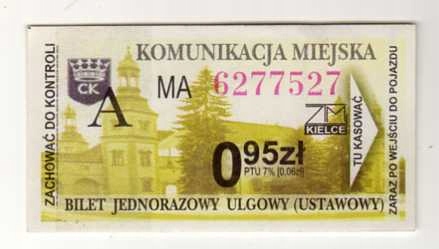 KOMUNIKACJA MIEJSKA
CK
A
MA 6277527
ZM
KIELCE
0,95zł
PTU 7% (0,06zł)
BILET JEDNORAZOWY ULGOWY (USTAWOWY)
ZACHOWAĆ DO KONTROLI
TU KASOWAĆ
ZARAZ PO WEJŚCIU DO POJAZDU